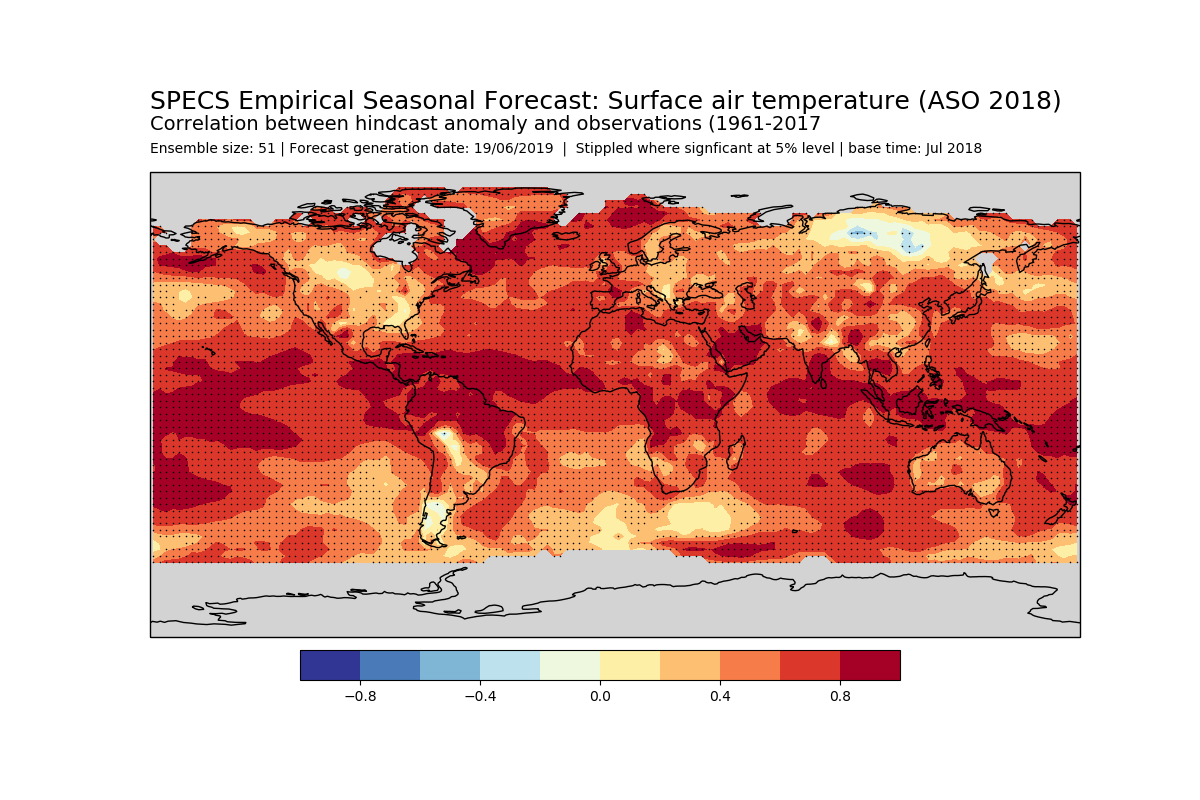 SPECS Empirical Seasonal Forecast: Surface air temperature (ASO 2018)
Correlation between hindcast anomaly and observations (1961-2017
Ensemble size: 51 | Forecast generation date: 19/06/2019  |  Stippled where signficant at 5% level | base time: Jul 2018
−0.8 −0.4 0.0 0.4 0.8